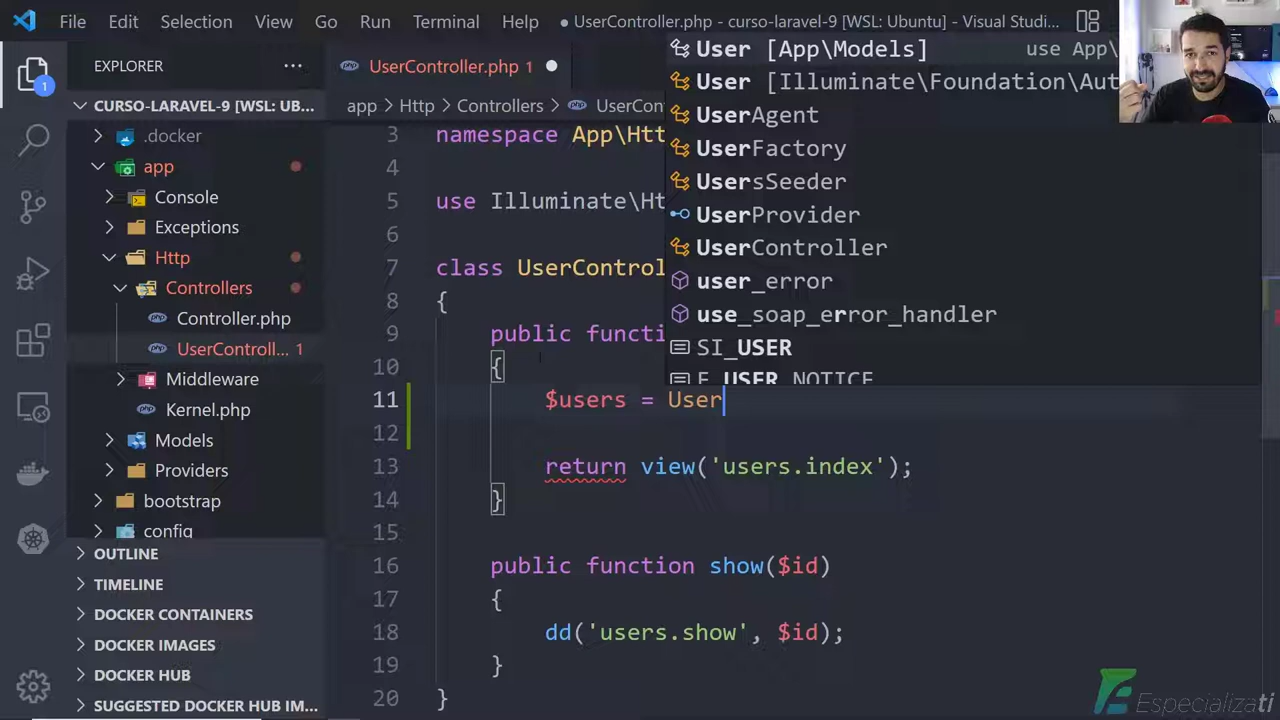 File Edit Selection View Go Run Terminal Help ● UserController.php - curso-laravel-9 [WSL: Ubuntu] - Visual Studi...
EXPLORER ...
1
CURSO-LARAVEL-9 [WSL: UB...
.docker
app
Console
Exceptions
Http
Controllers
Controller.php
UserControll... 1
Middleware
Kernel.php
Models
Providers
bootstrap
config
OUTLINE
TIMELINE
DOCKER CONTAINERS
DOCKER IMAGES
DOCKER HUB
SUGGESTED DOCKER HUB IM...
UserController.php 1 ●
app > Http > Controllers > UserCon
3 namespace App\Htt
4
5 use Illuminate\Ht
6
7 class UserControl
8 {
9 public functi
10 {
11 $users = User
12
13 return view('users.index');
14 }
15
16 public function show($id)
17 {
18 dd('users.show', $id);
19 }
20 }
User [App\Models] use App\
User [Illuminate\Foundation\Aut
UserAgent
UserFactory
UsersSeeder
UserProvider
UserController
user_error
use_soap_error_handler
SI_USER
E_USER_NOTICE
EspecializaTi